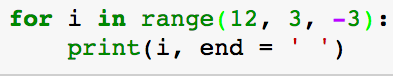 for i in range(12, 3, -3):
    print(i, end = ' ')